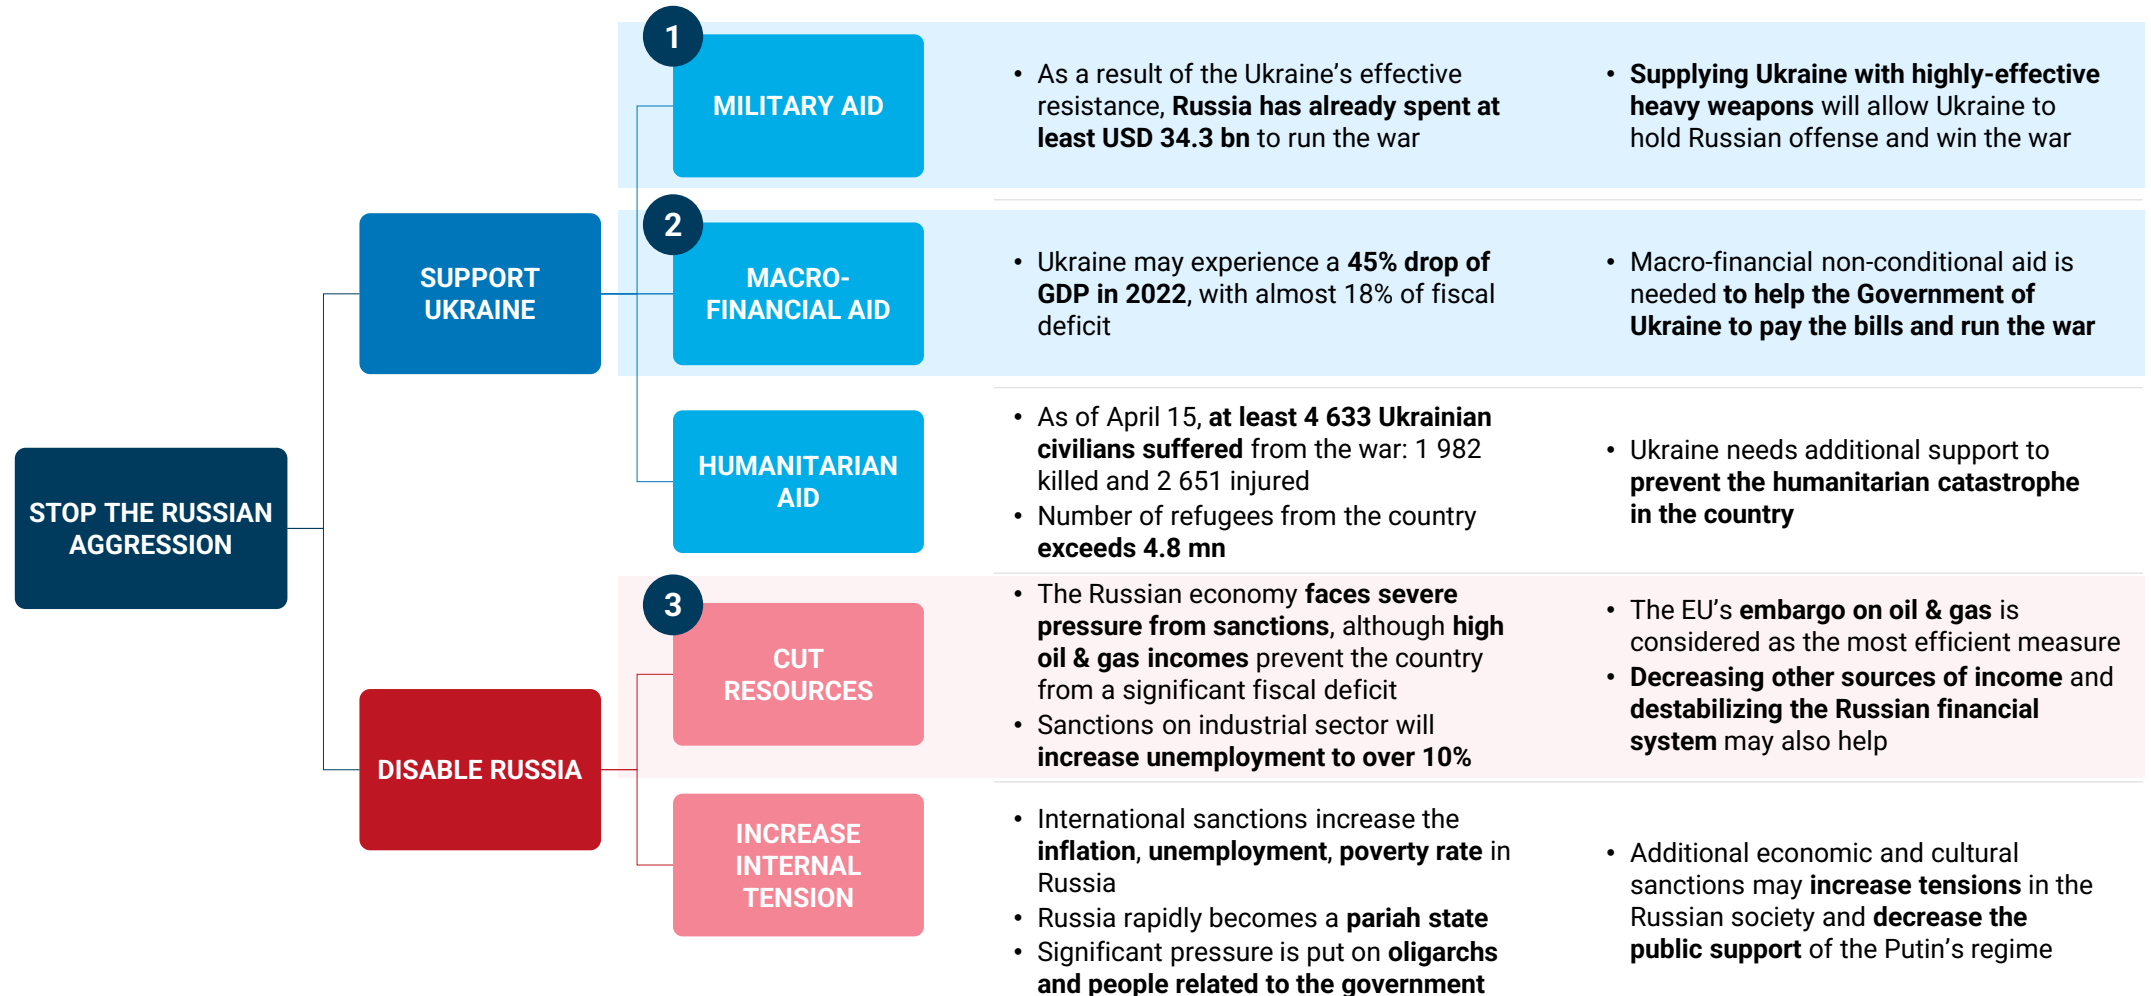 STOP THE RUSSIAN
AGGRESSION
SUPPORT
UKRAINE
1
MILITARY AID
• As a result of the Ukraine’s effective
resistance, Russia has already spent at
least USD 34.3 bn to run the war
• Supplying Ukraine with highly-effective
heavy weapons will allow Ukraine to
hold Russian offense and win the war
2
MACRO-
FINANCIAL AID
• Ukraine may experience a 45% drop of
GDP in 2022, with almost 18% of fiscal
deficit
• Macro-financial non-conditional aid is
needed to help the Government of
Ukraine to pay the bills and run the war
HUMANITARIAN
AID
• As of April 15, at least 4 633 Ukrainian
civilians suffered from the war: 1 982
killed and 2 651 injured
• Number of refugees from the country
exceeds 4.8 mn
• Ukraine needs additional support to
prevent the humanitarian catastrophe
in the country
DISABLE RUSSIA
3
CUT
RESOURCES
• The Russian economy faces severe
pressure from sanctions, although high
oil & gas incomes prevent the country
from a significant fiscal deficit
• Sanctions on industrial sector will
increase unemployment to over 10%
• The EU’s embargo on oil & gas is
considered as the most efficient measure
• Decreasing other sources of income and
destabilizing the Russian financial
system may also help
INCREASE
INTERNAL
TENSION
• International sanctions increase the
inflation, unemployment, poverty rate in
Russia
• Russia rapidly becomes a pariah state
• Significant pressure is put on oligarchs
and people related to the government
• Additional economic and cultural
sanctions may increase tensions in the
Russian society and decrease the
public support of the Putin’s regime